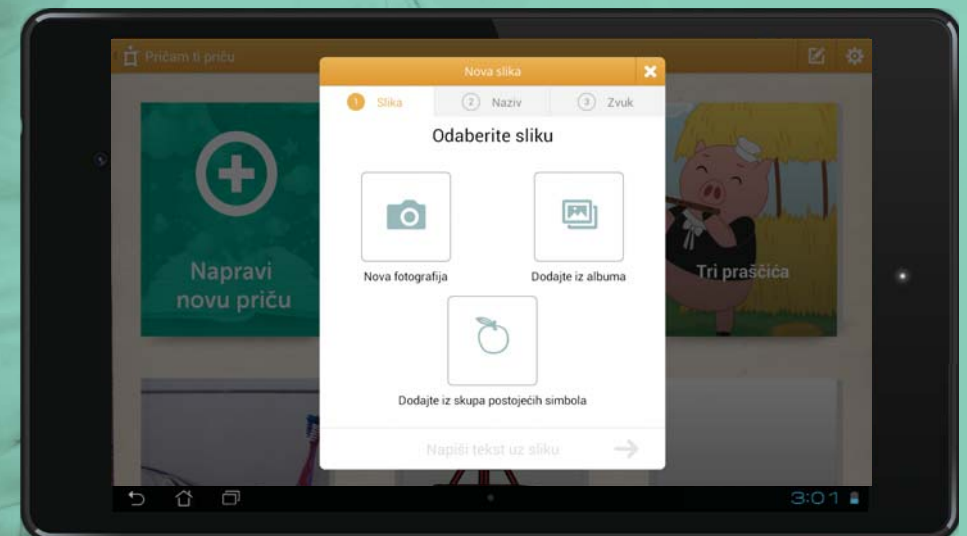 Pričam ti priču
Nova slika
1 Slika
2 Naziv
3 Zvuk
Odaberite sliku
Nova fotografija
Dodajte iz albuma
Dodajte iz skupa postojećih simbola
Napiši tekst uz sliku
Napravi
novu priču
Tri praščića
3:01